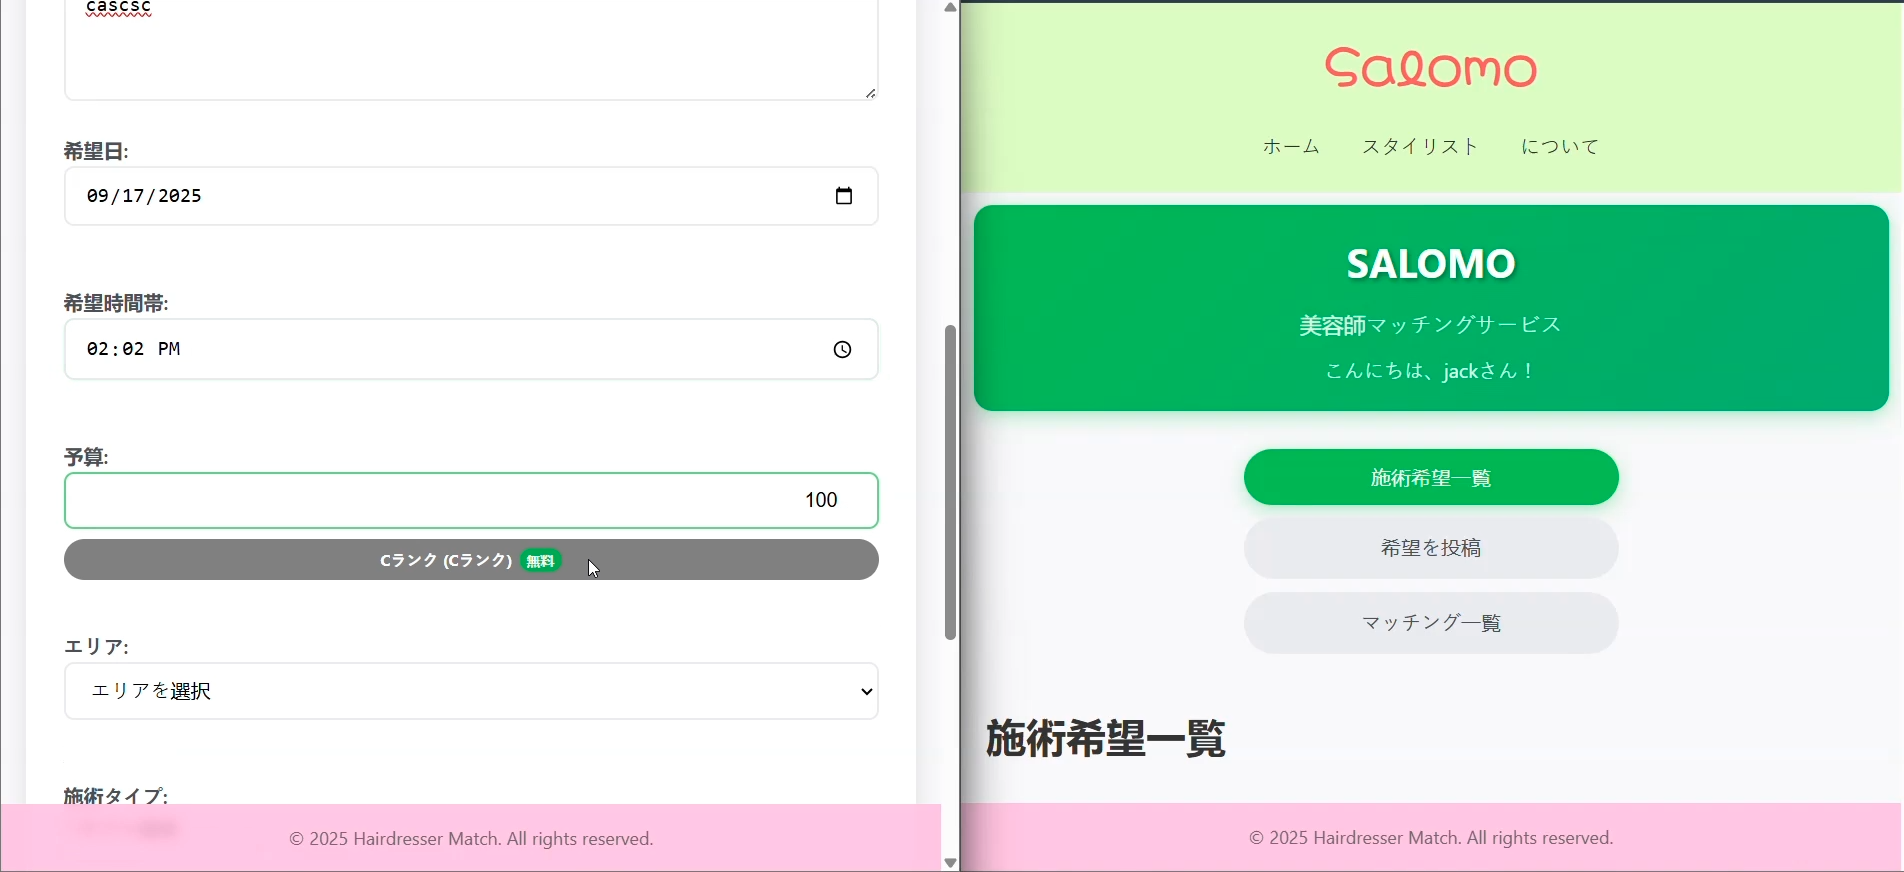 cascsc
希望日:
09/17/2025
希望時間帯:
02:02 PM
予算:
100
Cランク (Cランク) 無料
エリア:
エリアを選択
施術タイプ:
© 2025 Hairdresser Match. All rights reserved.
Salomo
ホーム スタイリスト について
SALOMO
美容師マッチングサービス
こんにちは、jackさん！
施術希望一覧
希望を投稿
マッチング一覧
施術希望一覧
© 2025 Hairdresser Match. All rights reserved.